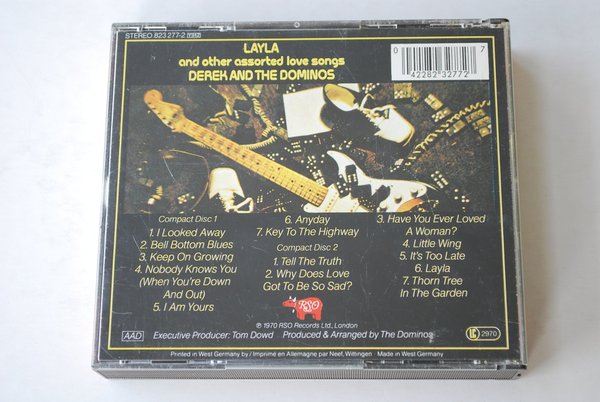 STEREO 823 277-2
LAYLA
and other assorted love songs
DEREK AND THE DOMINOS
0 42282 32772 7
Compact Disc 1
1. I Looked Away
2. Bell Bottom Blues
3. Keep On Growing
4. Nobody Knows You
(When You're Down
And Out)
5. I Am Yours
6. Anyday
7. Key To The Highway
Compact Disc 2
1. Tell The Truth
2. Why Does Love
Got To Be So Sad?
3. Have You Ever Loved
A Woman?
4. Little Wing
5. It's Too Late
6. Layla
7. Thorn Tree
In The Garden
RSO
℗ 1970 RSO Records Ltd., London
AAD
Executive Producer: Tom Dowd Produced & Arranged by The Dominos
2970
Printed in West Germany by / Imprimé en Allemagne par Neef, Wittingen Made in West Germany